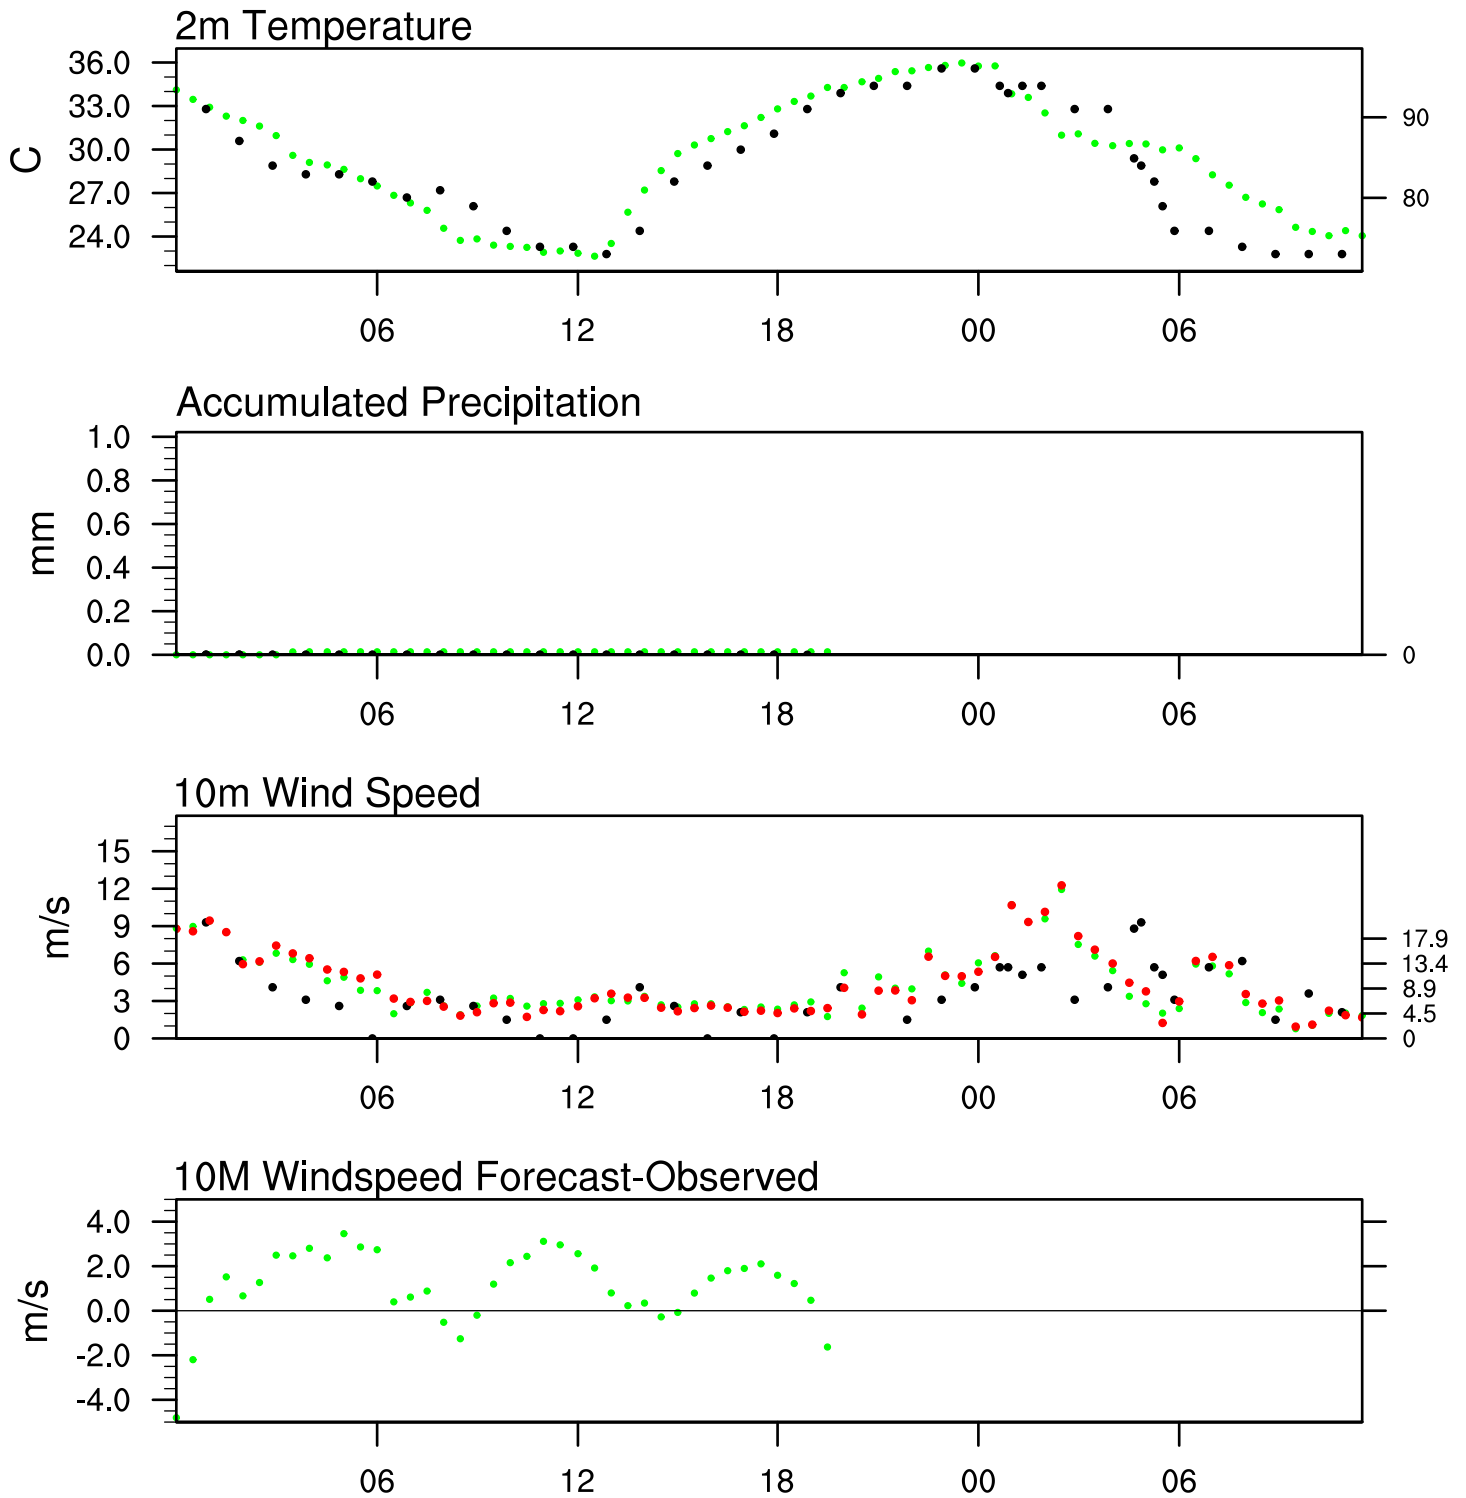 2m Temperature
36.0
33.0
90
30.0
C
27.0
80
24.0
06 12 18 00 06
Accumulated Precipitation
1.0
0.8
0.6
mm
0.4
0.2
0.0
0
06 12 18 00 06
10m Wind Speed
15
12
9
17.9
m/s
6
13.4
3
8.9
4.5
0
0
06 12 18 00 06
10M Windspeed Forecast-Observed
4.0
2.0
0.0
m/s
-2.0
-4.0
06 12 18 00 06